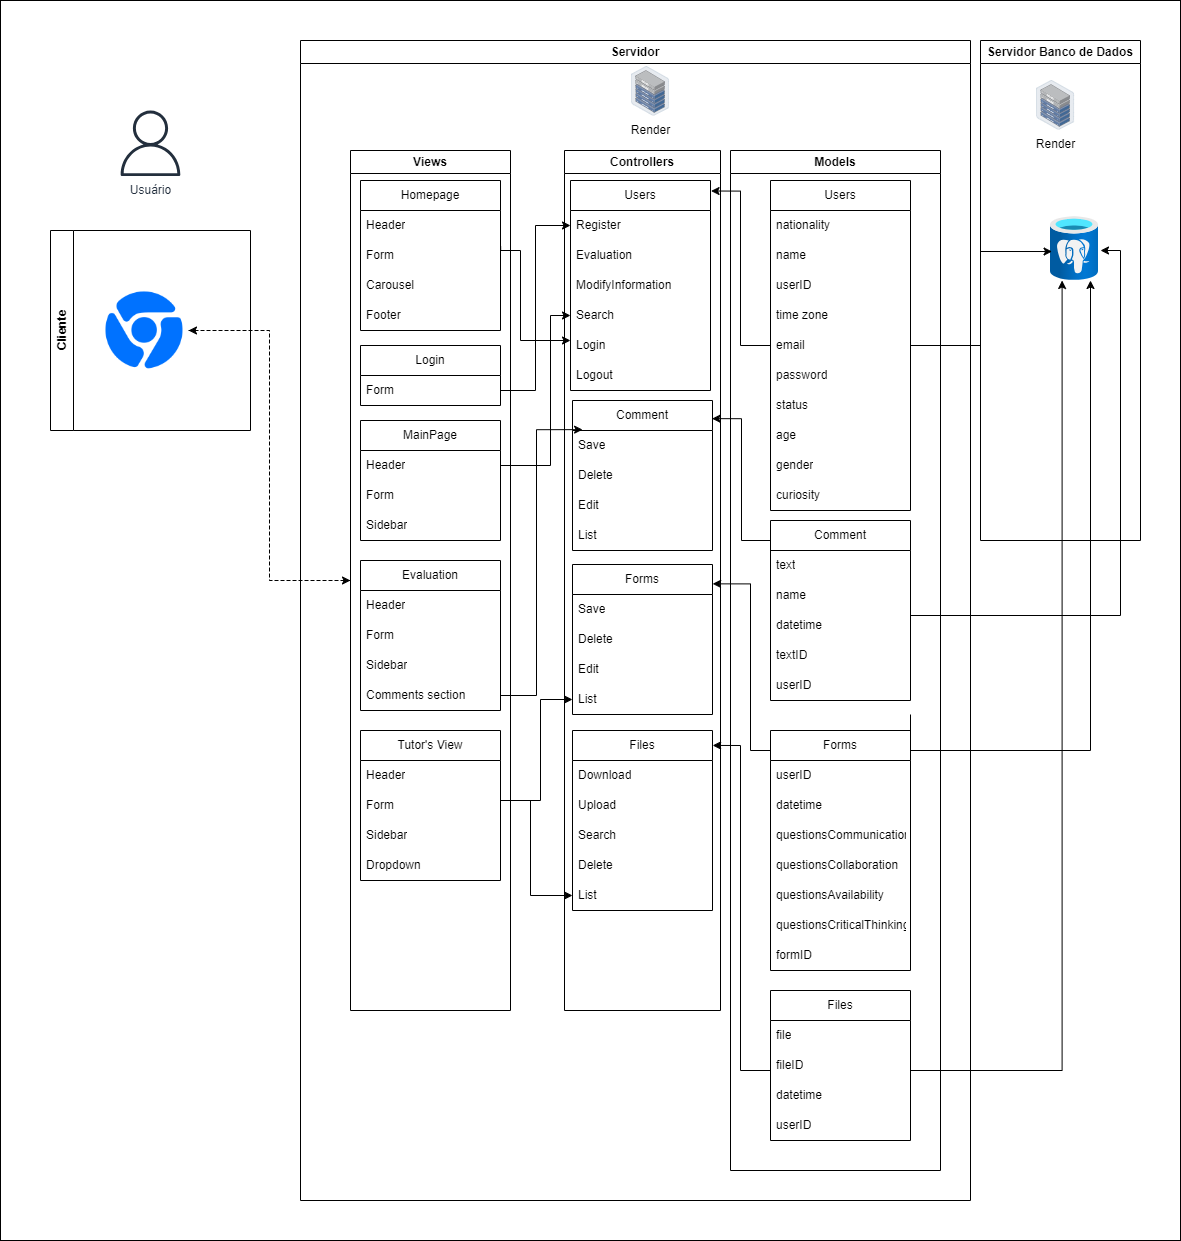 Servidor
Servidor Banco de Dados
Render
Render
Usuário
Cliente
Views
Homepage
Header
Form
Carousel
Footer
Login
Form
MainPage
Header
Form
Sidebar
Evaluation
Header
Form
Sidebar
Comments section
Tutor's View
Header
Form
Sidebar
Dropdown
Controllers
Users
Register
Evaluation
ModifyInformation
Search
Login
Logout
Comment
Save
Delete
Edit
List
Forms
Save
Delete
Edit
List
Files
Download
Upload
Search
Delete
List
Models
Users
nationality
name
userID
time zone
email
password
status
age
gender
curiosity
Comment
text
name
datetime
textID
userID
Forms
userID
datetime
questionsCommunication
questionsCollaboration
questionsAvailability
questionsCriticalThinking
formID
Files
file
fileID
datetime
userID